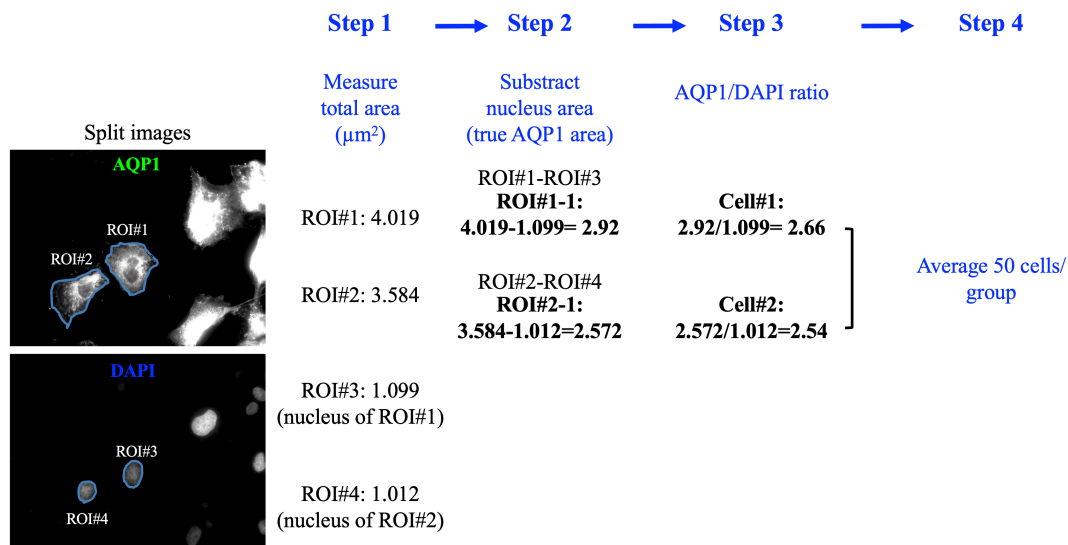 Step 1
Step 2
Step 3
Step 4
Measure
total area
(µm²)
Substract
nucleus area
(true AQP1 area)
AQP1/DAPI ratio
Split images
AQP1
ROI#1
ROI#2
ROI#1: 4.019
ROI#1-ROI#3
ROI#1-1:
4.019-1.099= 2.92
Cell#1:
2.92/1.099= 2.66
ROI#2: 3.584
ROI#2-ROI#4
ROI#2-1:
3.584-1.012=2.572
Cell#2:
2.572/1.012=2.54
Average 50 cells/
group
DAPI
ROI#3
ROI#4
ROI#3: 1.099
(nucleus of ROI#1)
ROI#4: 1.012
(nucleus of ROI#2)